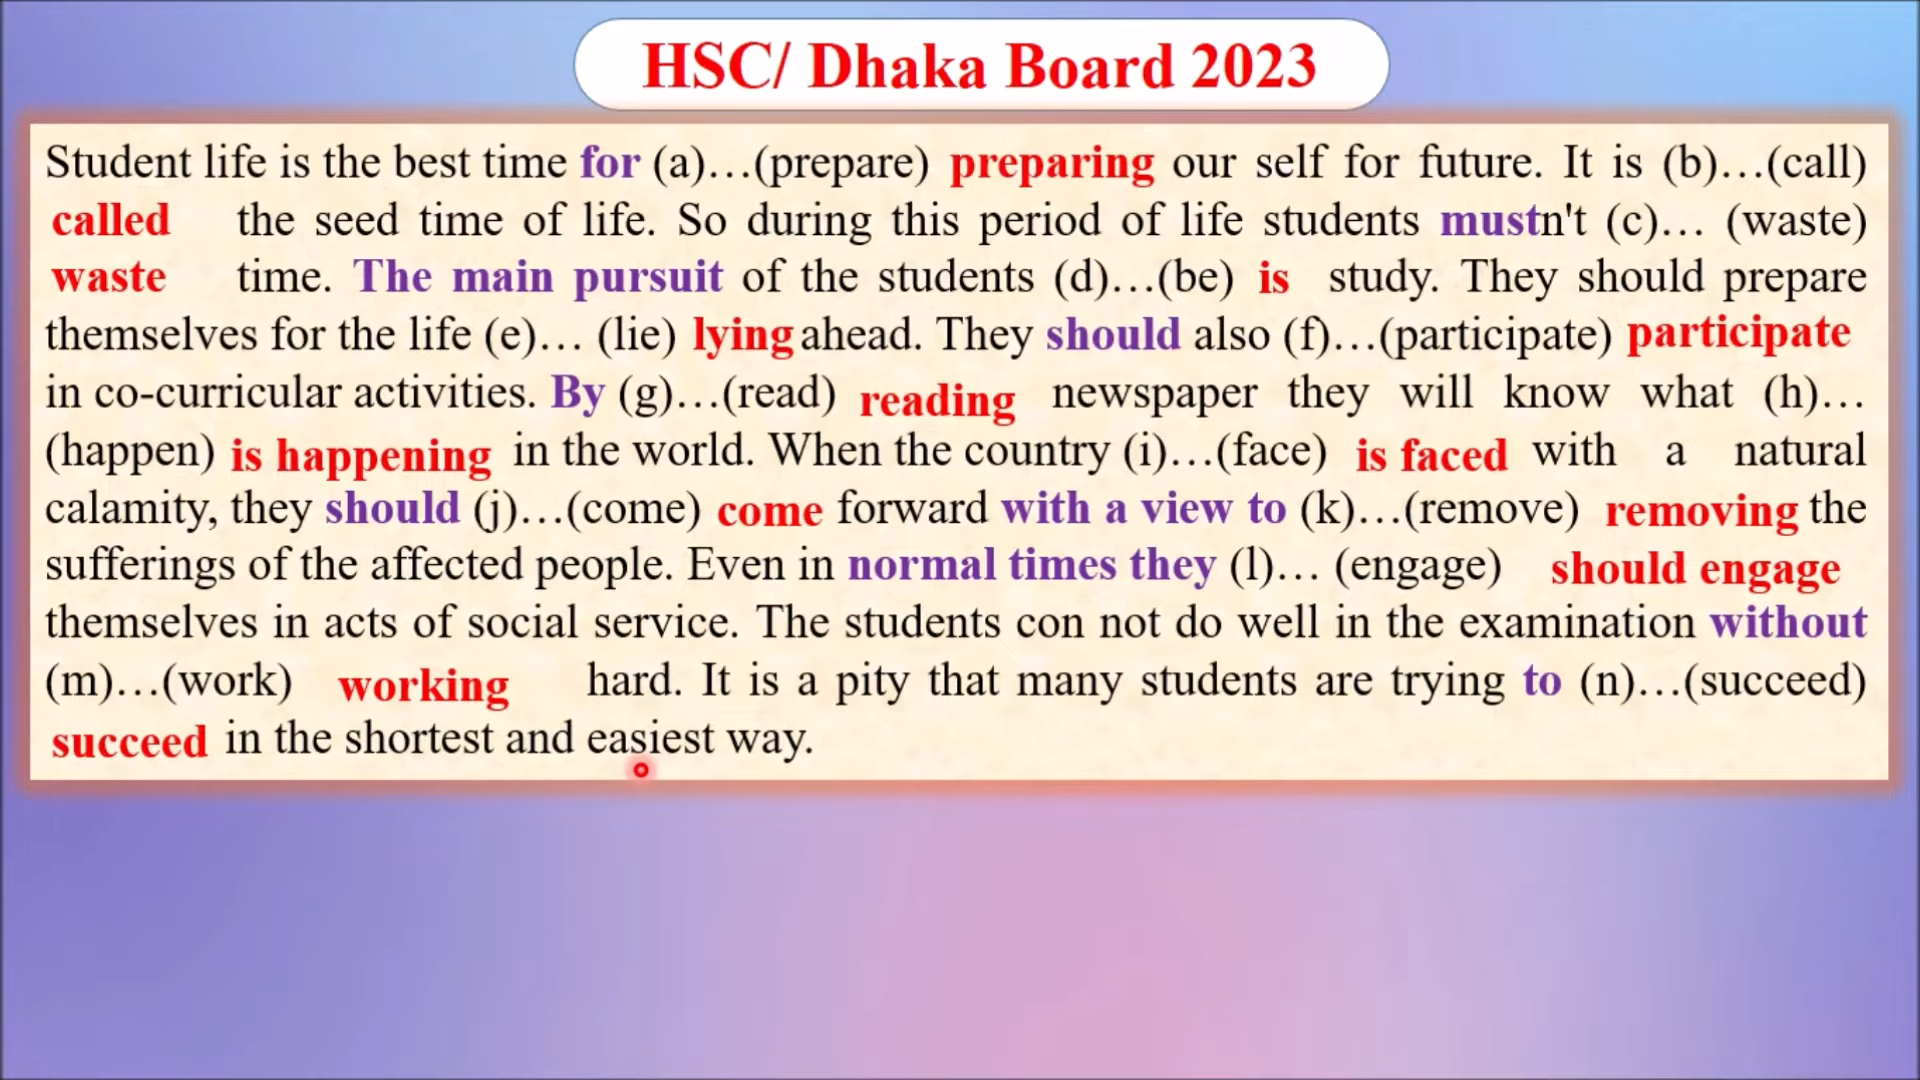 HSC/ Dhaka Board 2023
Student life is the best time for (a)…(prepare) preparing our self for future. It is (b)…(call)
called the seed time of life. So during this period of life students mustn't (c)… (waste)
waste time. The main pursuit of the students (d)…(be) is study. They should prepare
themselves for the life (e)… (lie) lying ahead. They should also (f)…(participate) participate
in co-curricular activities. By (g)…(read) reading newspaper they will know what (h)…
(happen) is happening in the world. When the country (i)…(face) is faced with a natural
calamity, they should (j)…(come) come forward with a view to (k)…(remove) removing the
sufferings of the affected people. Even in normal times they (l)… (engage) should engage
themselves in acts of social service. The students con not do well in the examination without
(m)…(work) working hard. It is a pity that many students are trying to (n)…(succeed)
succeed in the shortest and easiest way.